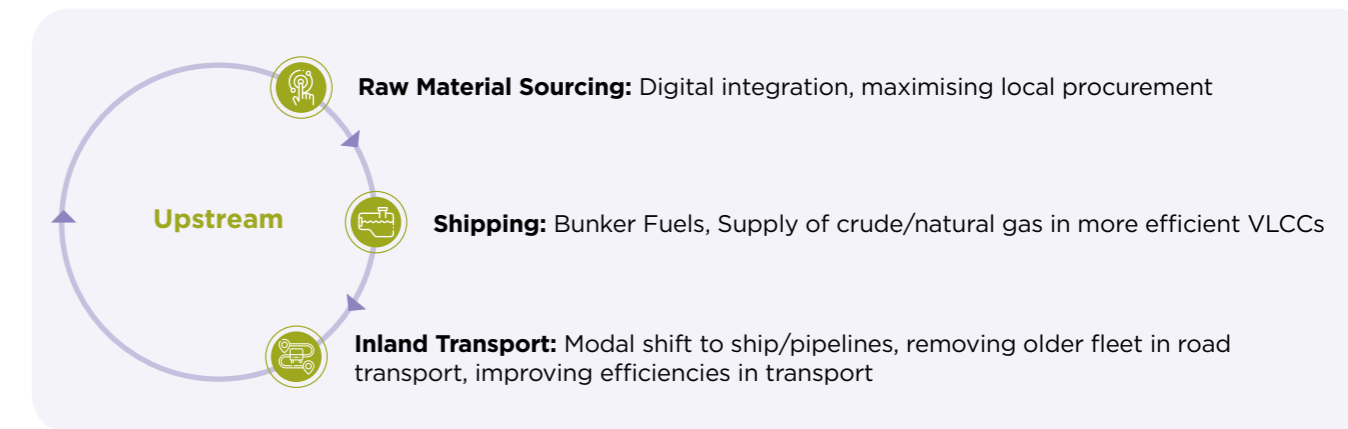 Raw Material Sourcing: Digital integration, maximising local procurement
Upstream
Shipping: Bunker Fuels, Supply of crude/natural gas in more efficient VLCCs
Inland Transport: Modal shift to ship/pipelines, removing older fleet in road
transport, improving efficiencies in transport